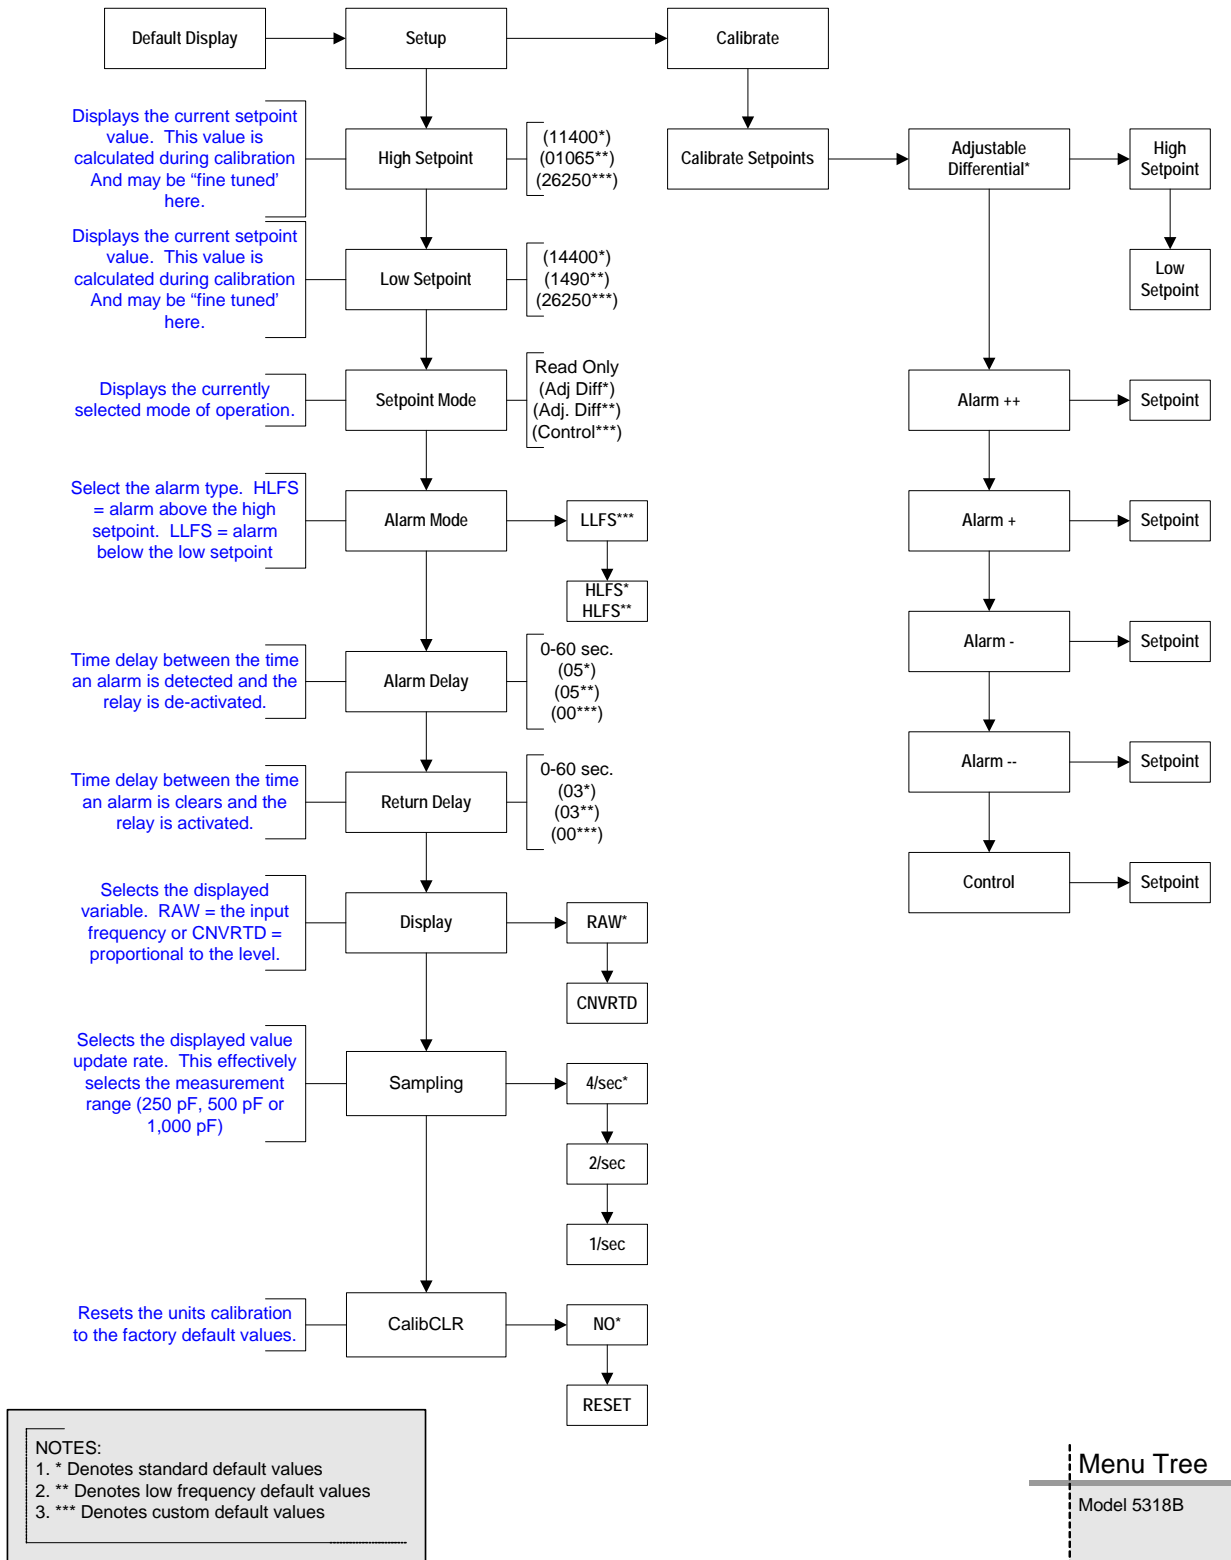 Default Display
Setup
Calibrate
Displays the current setpoint
value. This value is
calculated during calibration
And may be “fine tuned’
here.
High Setpoint
(11400*)
(01065**)
(26250***)
Calibrate Setpoints
Adjustable
Differential*
High
Setpoint
Low
Setpoint
Displays the current setpoint
value. This value is
calculated during calibration
And may be “fine tuned’
here.
Low Setpoint
(14400*)
(1490**)
(26250***)
Displays the currently
selected mode of operation.
Setpoint Mode
Read Only
(Adj Diff*)
(Adj. Diff**)
(Control***)
Alarm ++
Setpoint
Select the alarm type. HLFS
= alarm above the high
setpoint. LLFS = alarm
below the low setpoint
Alarm Mode
LLFS***
HLFS*
HLFS**
Alarm +
Setpoint
Time delay between the time
an alarm is detected and the
relay is de-activated.
Alarm Delay
0-60 sec.
(05*)
(05**)
(00***)
Alarm -
Setpoint
Time delay between the time
an alarm is clears and the
relay is activated.
Return Delay
0-60 sec.
(03*)
(03**)
(00***)
Alarm --
Setpoint
Selects the displayed
variable. RAW = the input
frequency or CNVRTD =
proportional to the level.
Display
RAW*
CNVRTD
Control
Setpoint
Selects the displayed value
update rate. This effectively
selects the measurement
range (250 pF, 500 pF or
1,000 pF)
Sampling
4/sec*
2/sec
1/sec
Resets the units calibration
to the factory default values.
CalibCLR
NO*
RESET
NOTES:
1. * Denotes standard default values
2. ** Denotes low frequency default values
3. *** Denotes custom default values
Menu Tree
Model 5318B